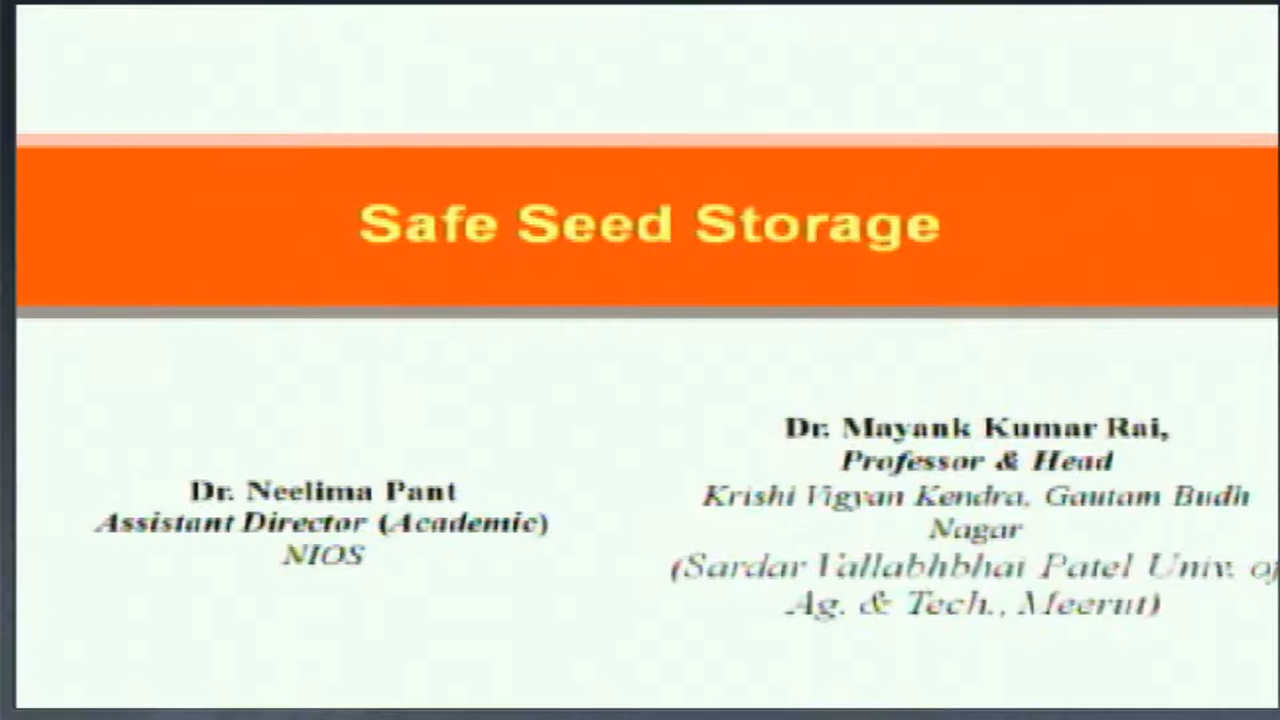 Safe Seed Storage
Dr. Neelima Pant
Assistant Director (Academic)
NIOS
Dr. Mayank Kumar Rai,
Professor & Head
Krishi Vigyan Kendra, Gautam Budh
Nagar
(Sardar Vallabhbhai Patel Univ. of
Ag. & Tech., Meerut)